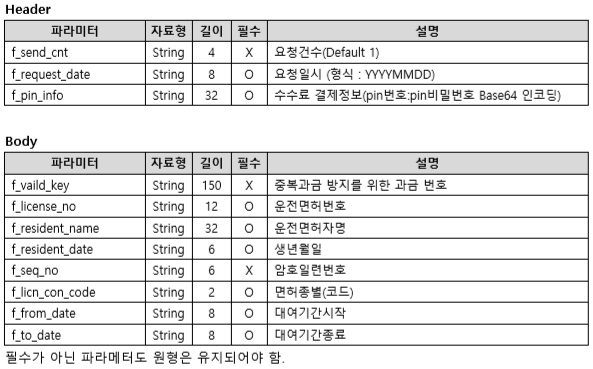 Header
파라미터 자료형 길이 필수 설명
f_send_cnt String 4 X 요청건수(Default 1)
f_request_date String 8 O 요청일시 (형식 : YYYYMMDD)
f_pin_info String 32 O 수수료 결제정보(pin번호:pin비밀번호 Base64 인코딩)
Body
파라미터 자료형 길이 필수 설명
f_vaild_key String 150 X 중복과금 방지를 위한 과금 번호
f_license_no String 12 O 운전면허번호
f_resident_name String 32 O 운전면허자명
f_resident_date String 6 O 생년월일
f_seq_no String 6 X 암호일련번호
f_licn_con_code String 2 O 면허종별(코드)
f_from_date String 8 O 대여기간시작
f_to_date String 8 O 대여기간종료
필수가 아닌 파라메터도 원형은 유지되어야 함.